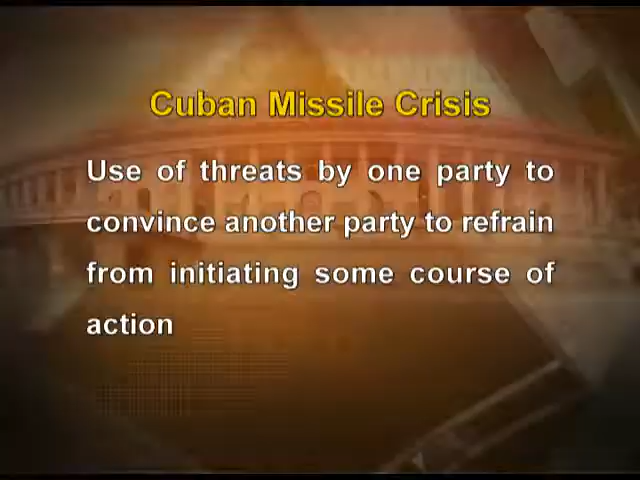 Cuban Missile Crisis
Use of threats by one party to
convince another party to refrain
from initiating some course of
action